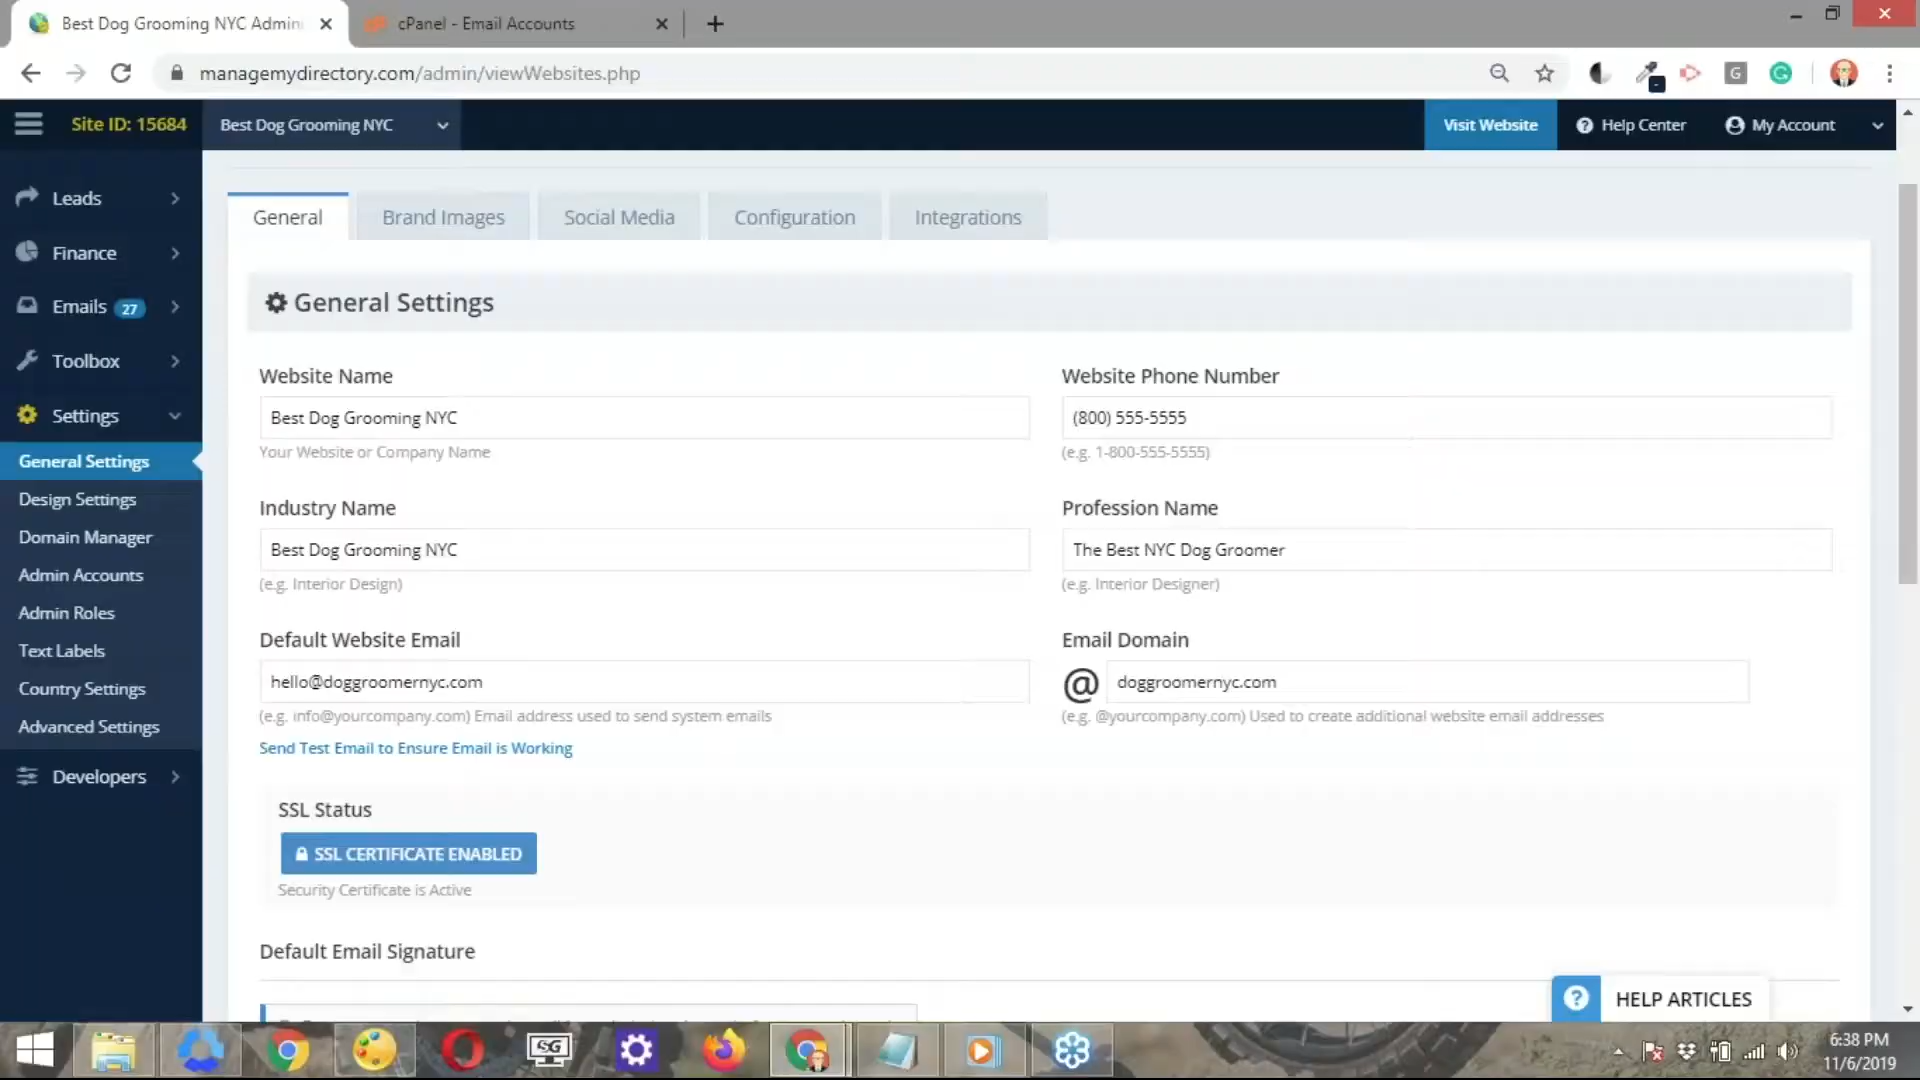 Best Dog Grooming NYC Admin
cPanel - Email Accounts
managemydirectory.com/admin/viewWebsites.php
Site ID: 15684
Best Dog Grooming NYC
Visit Website
Help Center
My Account
Leads
Finance
Emails 27
Toolbox
Settings
General Settings
Design Settings
Domain Manager
Admin Accounts
Admin Roles
Text Labels
Country Settings
Advanced Settings
Developers
General
Brand Images
Social Media
Configuration
Integrations
General Settings
Website Name
Best Dog Grooming NYC
Your Website or Company Name
Website Phone Number
(800) 555-5555
(e.g. 1-800-555-5555)
Industry Name
Best Dog Grooming NYC
(e.g. Interior Design)
Profession Name
The Best NYC Dog Groomer
(e.g. Interior Designer)
Default Website Email
hello@doggroomernyc.com
(e.g. info@yourcompany.com) Email address used to send system emails
Send Test Email to Ensure Email is Working
Email Domain
@ doggroomernyc.com
(e.g. @yourcompany.com) Used to create additional website email addresses
SSL Status
SSL CERTIFICATE ENABLED
Security Certificate is Active
Default Email Signature
? HELP ARTICLES
SG
6:38 PM
11/6/2019